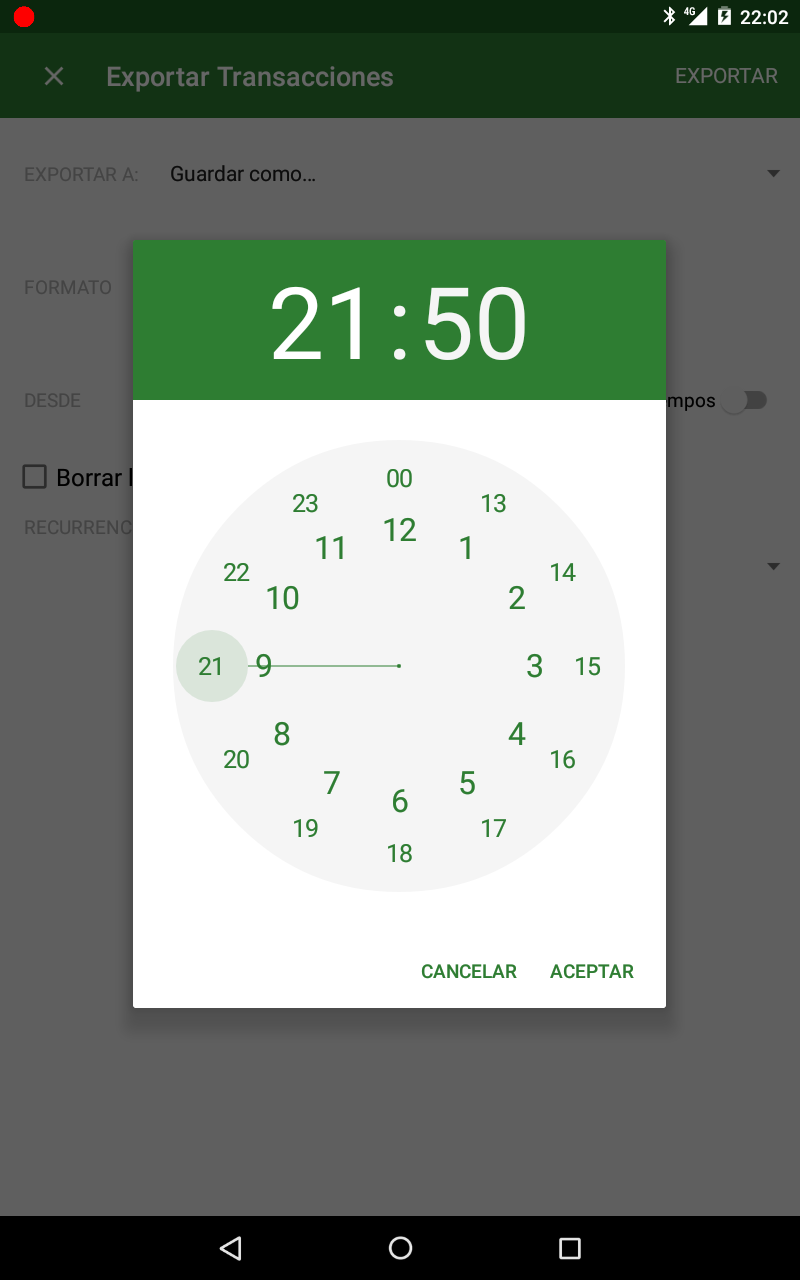 4G 22:02
Exportar Transacciones EXPORTAR
EXPORTAR A: Guardar como...
FORMATO
21:50
DESDE mpos
Borrar
RECURRENC
00
23 13
12
11 1
22 14
10 2
21 9 3 15
8 4
20 16
7 5
6
19 17
18
CANCELAR ACEPTAR